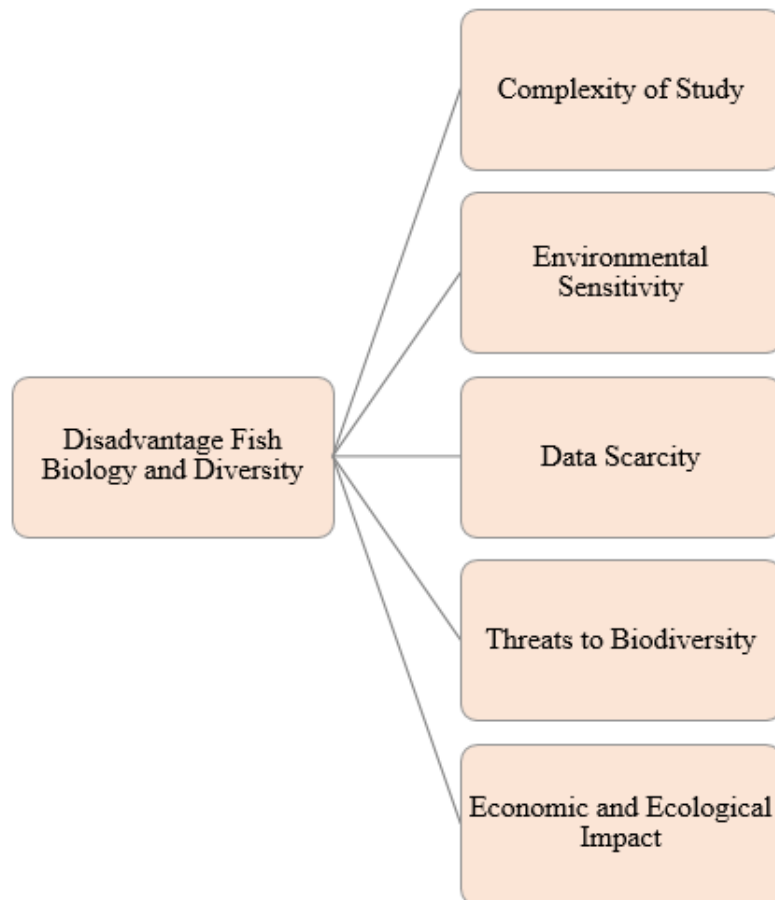 Complexity of Study
Environmental
Sensitivity
Disadvantage Fish
Biology and Diversity
Data Scarcity
Threats to Biodiversity
Economic and Ecological
Impact